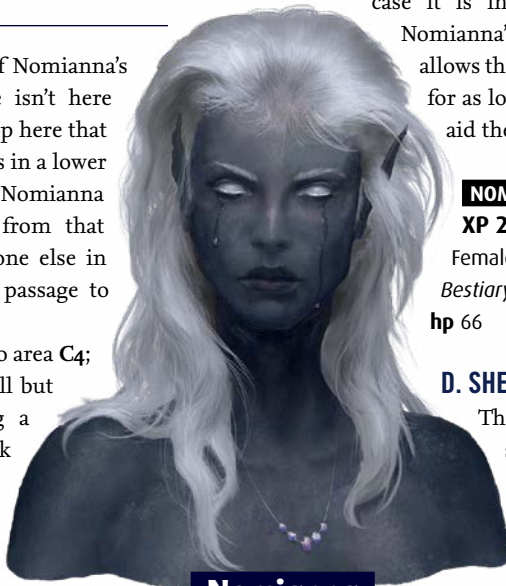 f Nomianna's
isn't here
p here that
s in a lower
Nomianna
from that
one else in
passage to
o area C4;
ll but
g a
k
case it is in
Nomianna'
allows th
for as lo
aid the
NOM
XP 2
Female
Bestiary
hp 66
D. SHE
Th
Nomianna